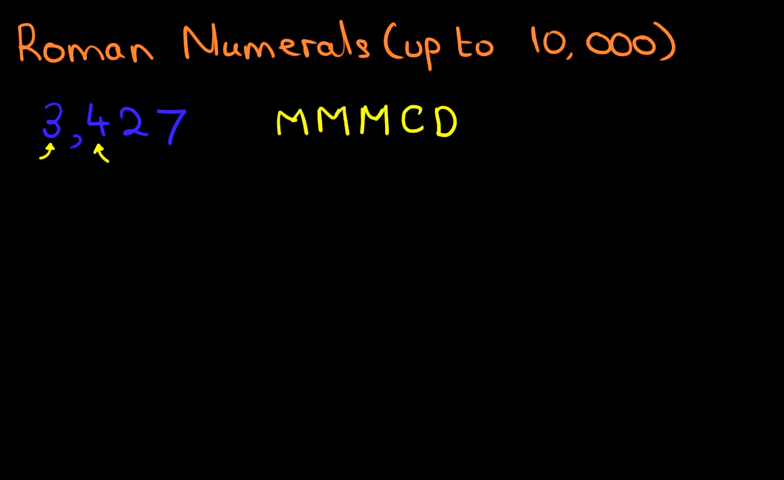 Roman Numerals (up to 10,000)
3,427 MMMCD